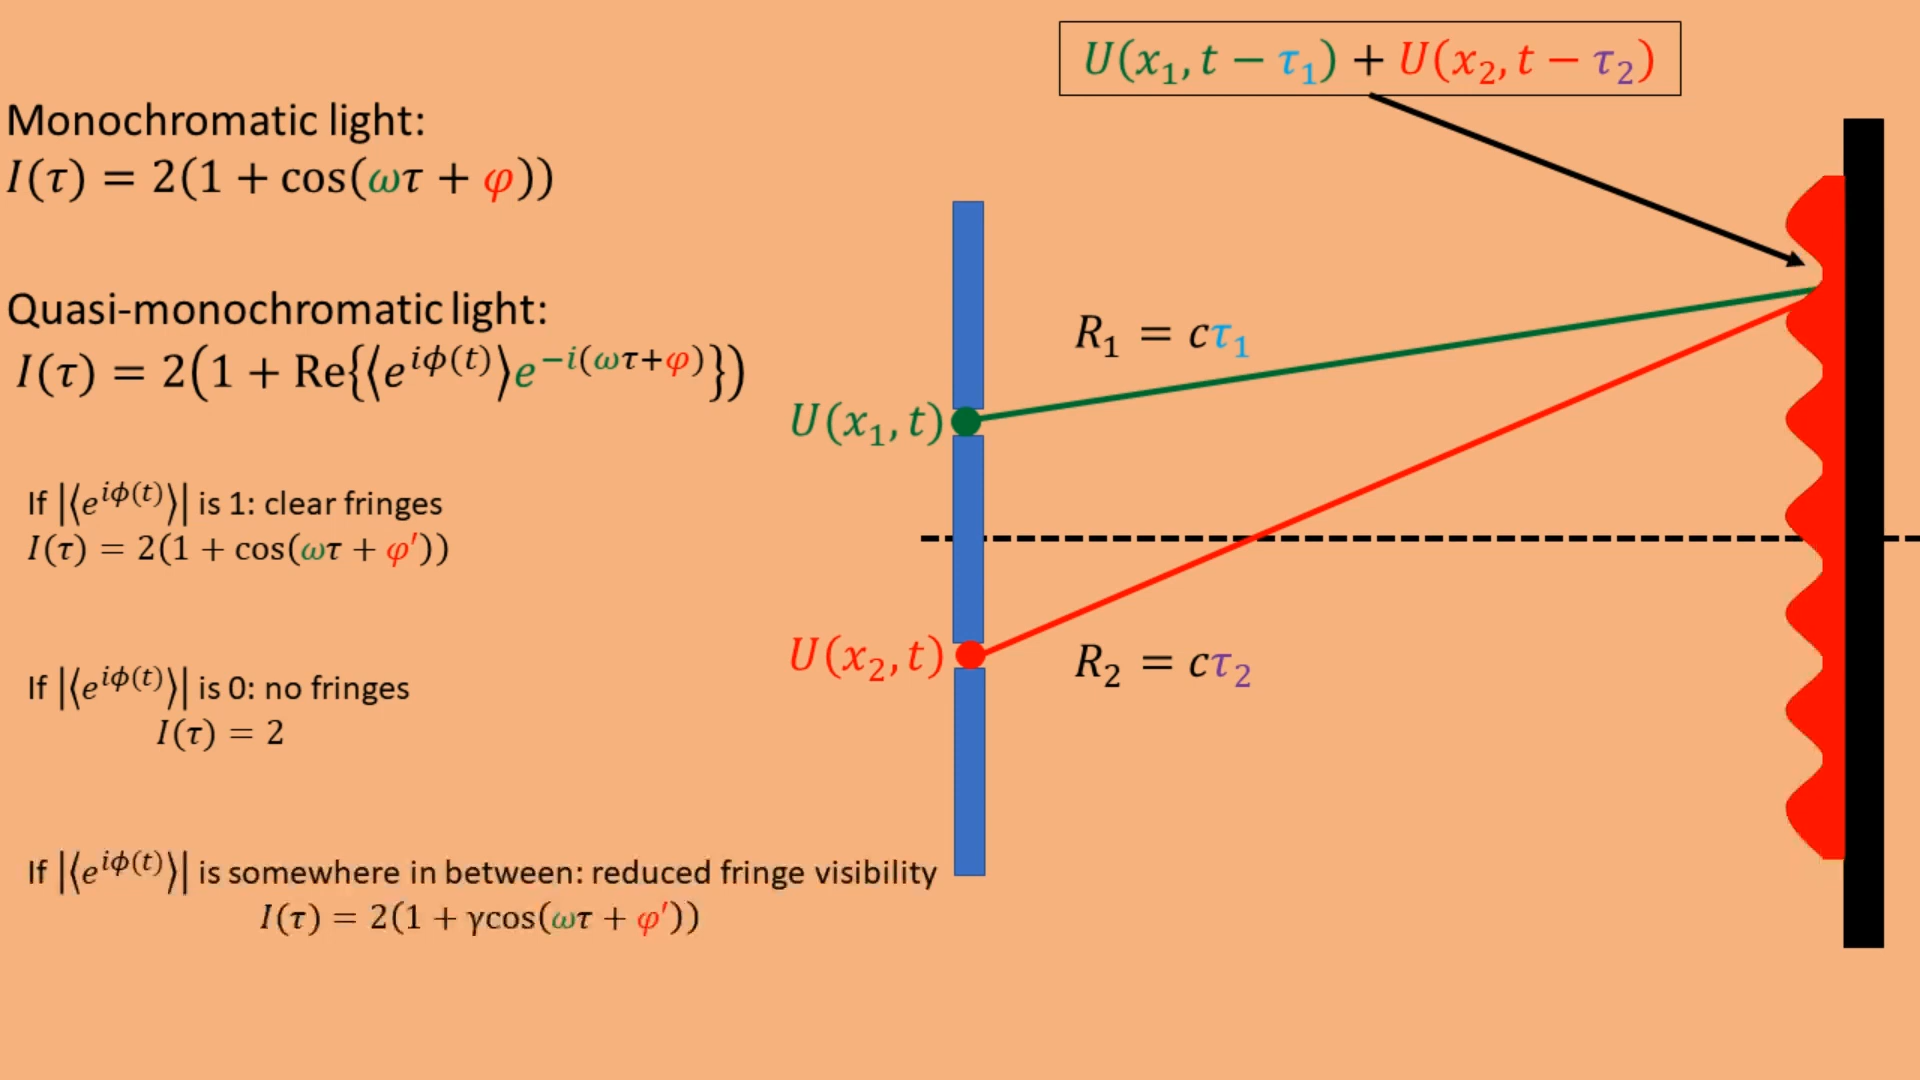 U(x₁, t − τ₁) + U(x₂, t − τ₂)
Monochromatic light:
I(τ) = 2(1 + cos(ωτ + φ))
Quasi-monochromatic light:
I(τ) = 2(1 + Re{⟨e^{iϕ(t)}⟩e^{−i(ωτ+φ)}})
R₁ = cτ₁
U(x₁, t)
If |⟨e^{iϕ(t)}⟩| is 1: clear fringes
I(τ) = 2(1 + cos(ωτ + φ′))
U(x₂, t)
R₂ = cτ₂
If |⟨e^{iϕ(t)}⟩| is 0: no fringes
I(τ) = 2
If |⟨e^{iϕ(t)}⟩| is somewhere in between: reduced fringe visibility
I(τ) = 2(1 + γcos(ωτ + φ′))